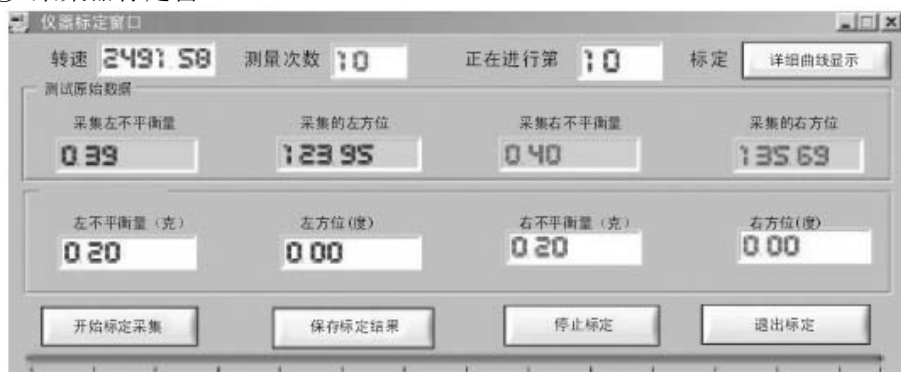 仪器标定窗口
转速 2491.58 测量次数 10 正在进行第 10 标定 详细曲线显示
测试原始数据
采集左不平衡量 采集的左方位 采集右不平衡量 采集的右方位
0.39 123.95 0.40 135.69
左不平衡量（克） 左方位(度) 右不平衡量（克） 右方位(度)
0.20 0.00 0.20 0.00
开始标定采集 保存标定结果 停止标定 退出标定